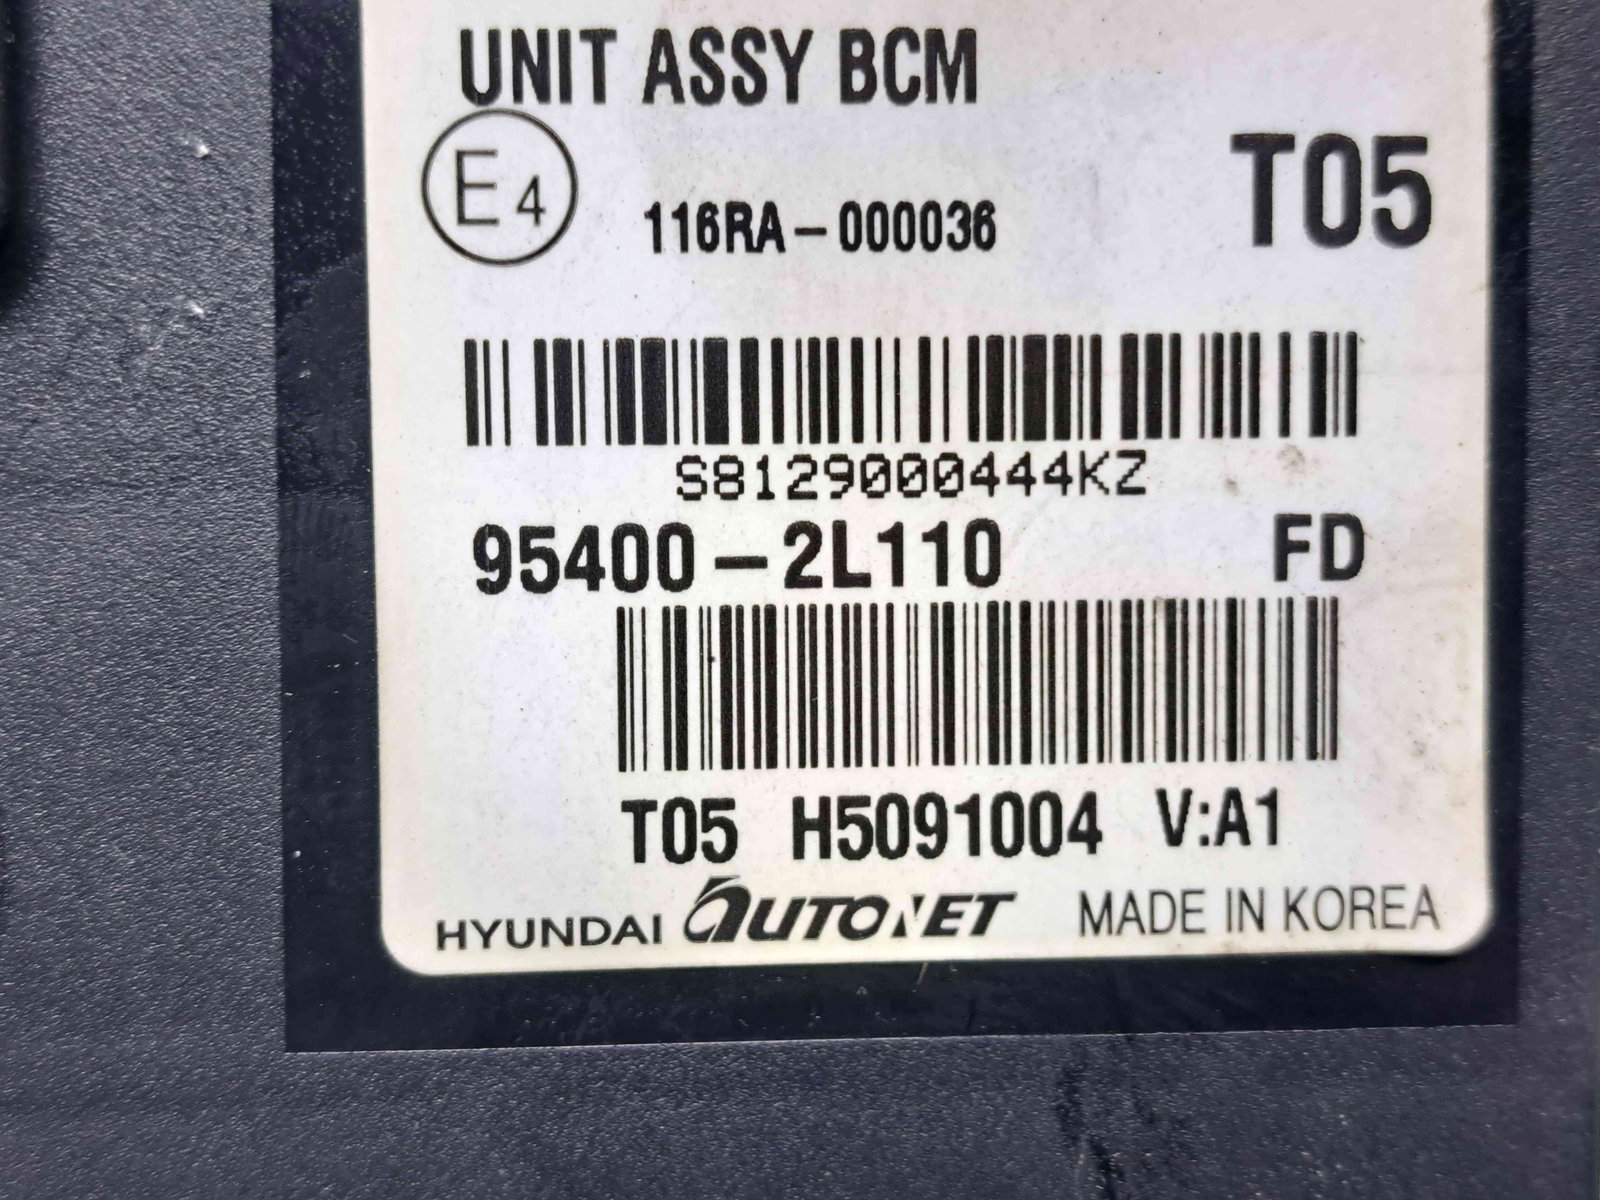 UNIT ASSY BCM
E4
116RA-000036
T05
S8129000444KZ
95400-2L110 FD
T05 H5091004 V:A1
HYUNDAI AUTONET MADE IN KOREA